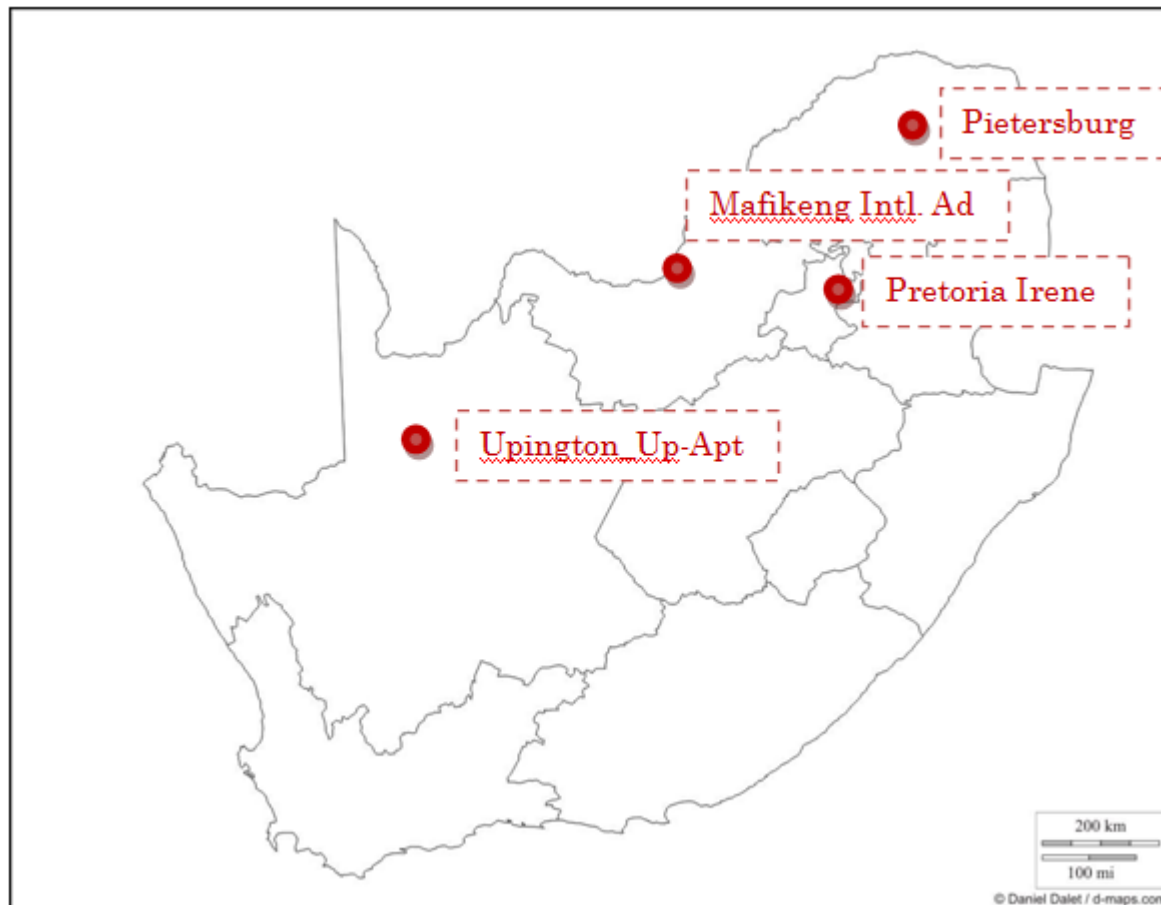 Pietersburg
Mafikeng Intl. Ad
Pretoria Irene
Upington_Up-Apt
200 km
100 mi
© Daniel Dalet / d-maps.com